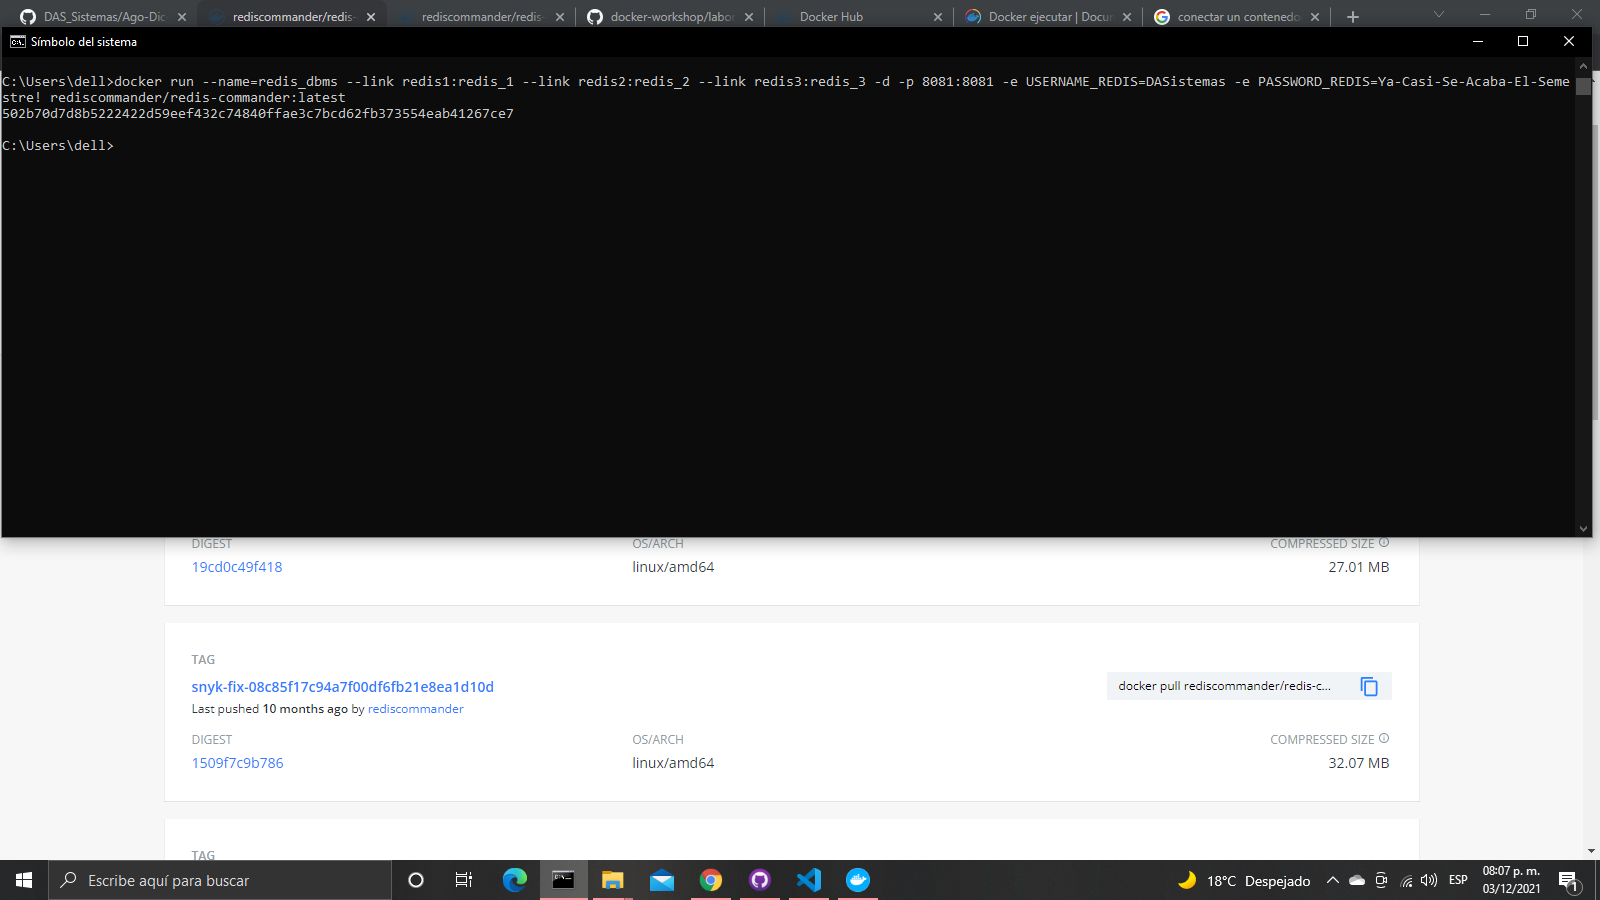 DAS_Sistemas/Ago-Dic
rediscommander/redis-
rediscommander/redis-
docker-workshop/labor
Docker Hub
Docker ejecutar | Docum
conectar un contenedo
Símbolo del sistema
C:\Users\dell>docker run --name=redis_dbms --link redis1:redis_1 --link redis2:redis_2 --link redis3:redis_3 -d -p 8081:8081 -e USERNAME_REDIS=DASistemas -e PASSWORD_REDIS=Ya-Casi-Se-Acaba-El-Seme
stre! rediscommander/redis-commander:latest
502b70d7d8b5222422d59eef432c74840ffae3c7bcd62fb373554eab41267ce7
C:\Users\dell>
DIGEST OS/ARCH COMPRESSED SIZE
19cd0c49f418 linux/amd64 27.01 MB
TAG
snyk-fix-08c85f17c94a7f00df6fb21e8ea1d10d
docker pull rediscommander/redis-c...
Last pushed 10 months ago by rediscommander
DIGEST OS/ARCH COMPRESSED SIZE
1509f7c9b786 linux/amd64 32.07 MB
TAG
Escribe aquí para buscar
18°C Despejado
ESP
08:07 p. m.
03/12/2021
1